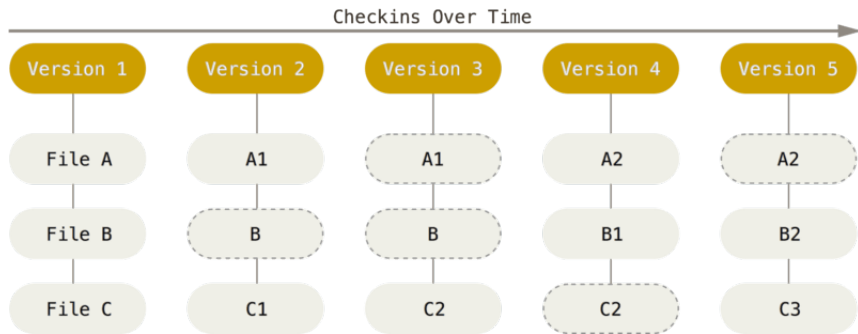 Checkins Over Time
Version 1 Version 2 Version 3 Version 4 Version 5
File A A1 A1 A2 A2
File B B B B1 B2
File C C1 C2 C2 C3